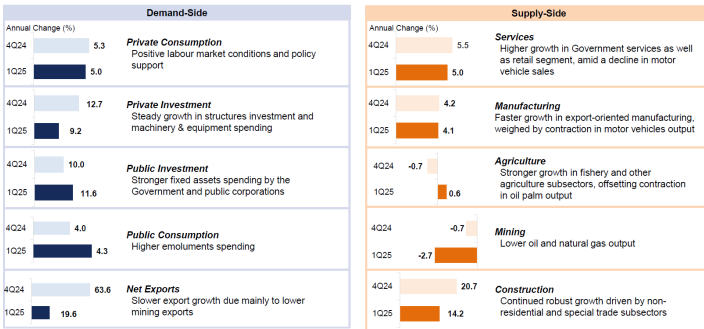 Demand-Side
Annual Change (%)
4Q24 5.3
1Q25 5.0
Private Consumption
Positive labour market conditions and policy
support
4Q24 12.7
1Q25 9.2
Private Investment
Steady growth in structures investment and
machinery & equipment spending
4Q24 10.0
1Q25 11.6
Public Investment
Stronger fixed assets spending by the
Government and public corporations
4Q24 4.0
1Q25 4.3
Public Consumption
Higher emoluments spending
4Q24 63.6
1Q25 19.6
Net Exports
Slower export growth due mainly to lower
mining exports
Supply-Side
Annual Change (%)
4Q24 5.5
1Q25 5.0
Services
Higher growth in Government services as well
as retail segment, amid a decline in motor
vehicle sales
4Q24 4.2
1Q25 4.1
Manufacturing
Faster growth in export-oriented manufacturing,
weighed by contraction in motor vehicles output
4Q24 -0.7
1Q25 0.6
Agriculture
Stronger growth in fishery and other
agriculture subsectors, offsetting contraction
in oil palm output
4Q24 -0.7
1Q25 -2.7
Mining
Lower oil and natural gas output
4Q24 20.7
1Q25 14.2
Construction
Continued robust growth driven by non-
residential and special trade subsectors